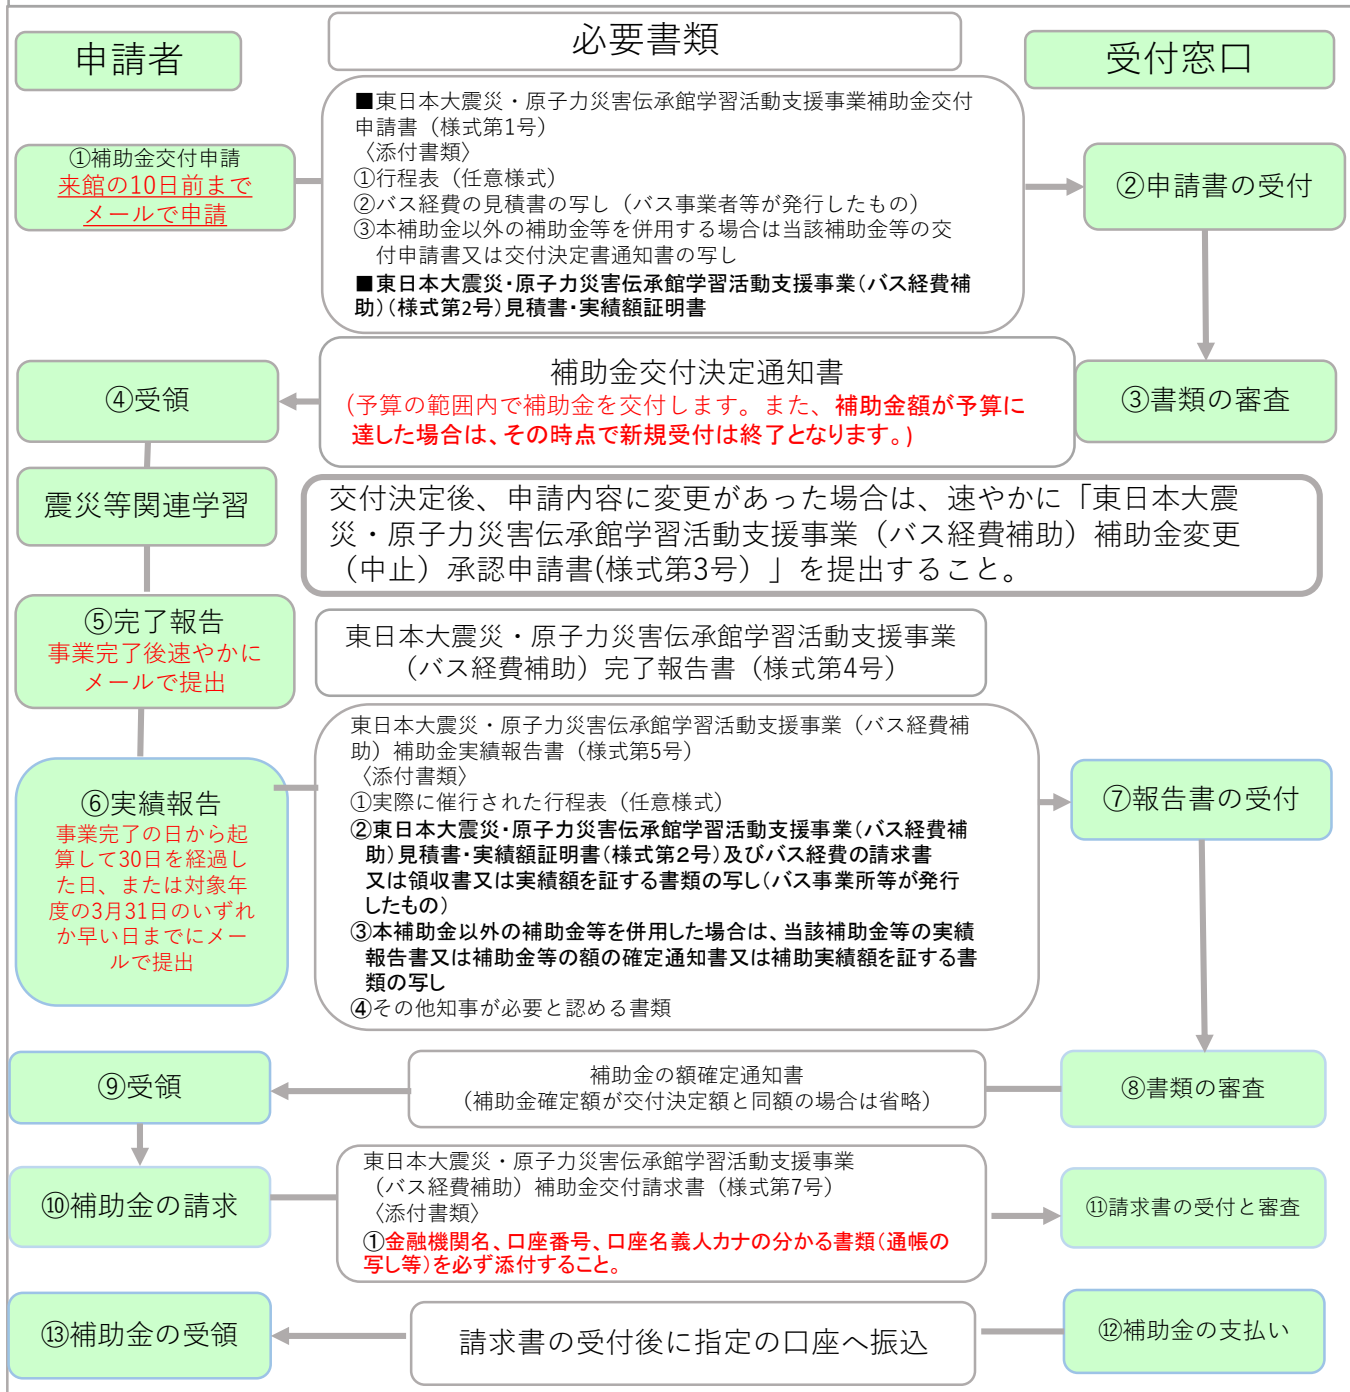 申請者
必要書類
受付窓口
①補助金交付申請
来館の10日前まで
メールで申請
■東日本大震災・原子力災害伝承館学習活動支援事業補助金交付
申請書（様式第1号）
〈添付書類〉
①行程表（任意様式）
②バス経費の見積書の写し（バス事業者等が発行したもの）
③本補助金以外の補助金等を併用する場合は当該補助金等の交
付申請書又は交付決定書通知書の写し
■東日本大震災・原子力災害伝承館学習活動支援事業（バス経費補
助）（様式第2号）見積書・実績額証明書
②申請書の受付
④受領
補助金交付決定通知書
(予算の範囲内で補助金を交付します。また、補助金額が予算に
達した場合は、その時点で新規受付は終了となります。)
③書類の審査
震災等関連学習
交付決定後、申請内容に変更があった場合は、速やかに「東日本大震
災・原子力災害伝承館学習活動支援事業（バス経費補助）補助金変更
（中止）承認申請書(様式第3号）」を提出すること。
⑤完了報告
事業完了後速やかに
メールで提出
東日本大震災・原子力災害伝承館学習活動支援事業
（バス経費補助）完了報告書（様式第4号）
⑥実績報告
事業完了の日から起
算して30日を経過し
た日、または対象年
度の3月31日のいずれ
か早い日までにメー
ルで提出
東日本大震災・原子力災害伝承館学習活動支援事業（バス経費補
助）補助金実績報告書（様式第5号）
〈添付書類〉
①実際に催行された行程表（任意様式）
②東日本大震災・原子力災害伝承館学習活動支援事業（バス経費補
助）見積書・実績額証明書（様式第２号）及びバス経費の請求書
又は領収書又は実績額を証する書類の写し（バス事業所等が発行
したもの）
③本補助金以外の補助金等を併用した場合は、当該補助金等の実績
報告書又は補助金等の額の確定通知書又は補助実績額を証する書
類の写し
④その他知事が必要と認める書類
⑦報告書の受付
⑨受領
補助金の額確定通知書
（補助金確定額が交付決定額と同額の場合は省略）
⑧書類の審査
⑩補助金の請求
東日本大震災・原子力災害伝承館学習活動支援事業
（バス経費補助）補助金交付請求書（様式第7号）
〈添付書類〉
①金融機関名、口座番号、口座名義人カナの分かる書類（通帳の
写し等）を必ず添付すること。
⑪請求書の受付と審査
⑬補助金の受領
請求書の受付後に指定の口座へ振込
⑫補助金の支払い